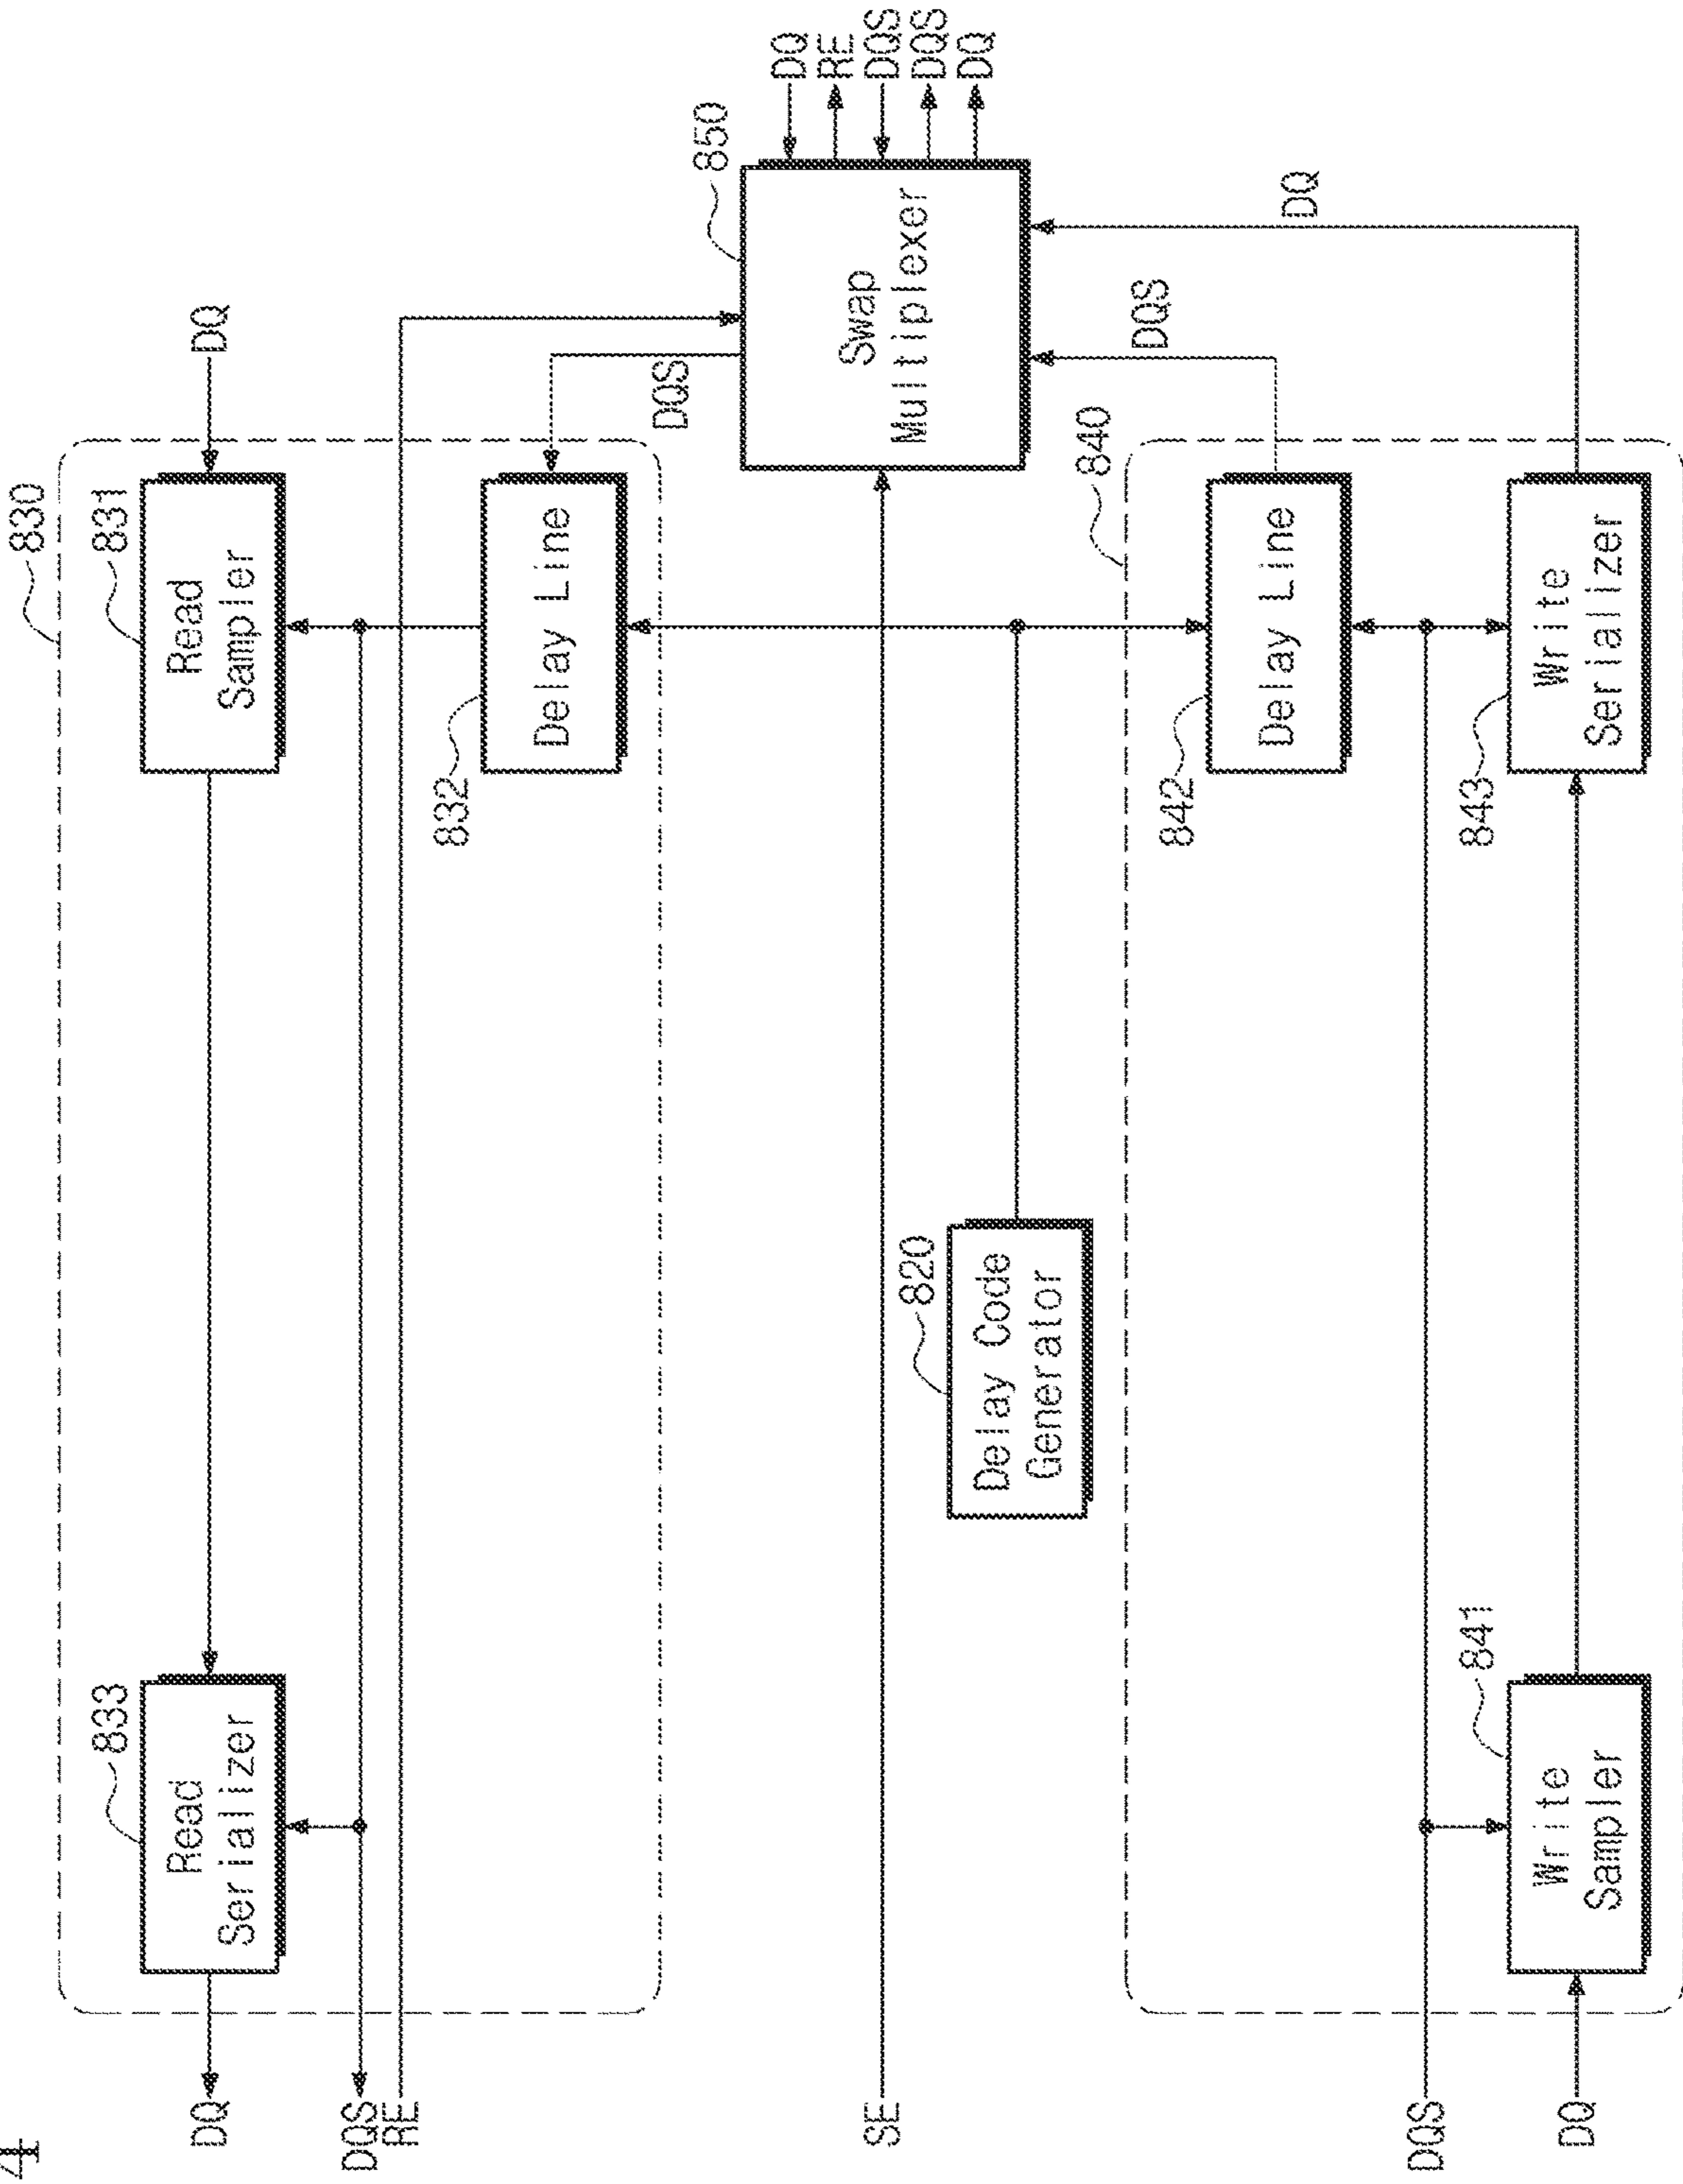 4
830
833
Read
Serializer
831
Read
Sampler
DQ
DQ
832
Delay Line
DQS
DQS
RE
850
Swap
Multiplexer
DQ
RE
DQS
DQS
DQ
SE
820
Delay Code
Generator
840
842
Delay Line
DQS
DQS
841
Write
Sampler
843
Write
Serializer
DQ
DQ